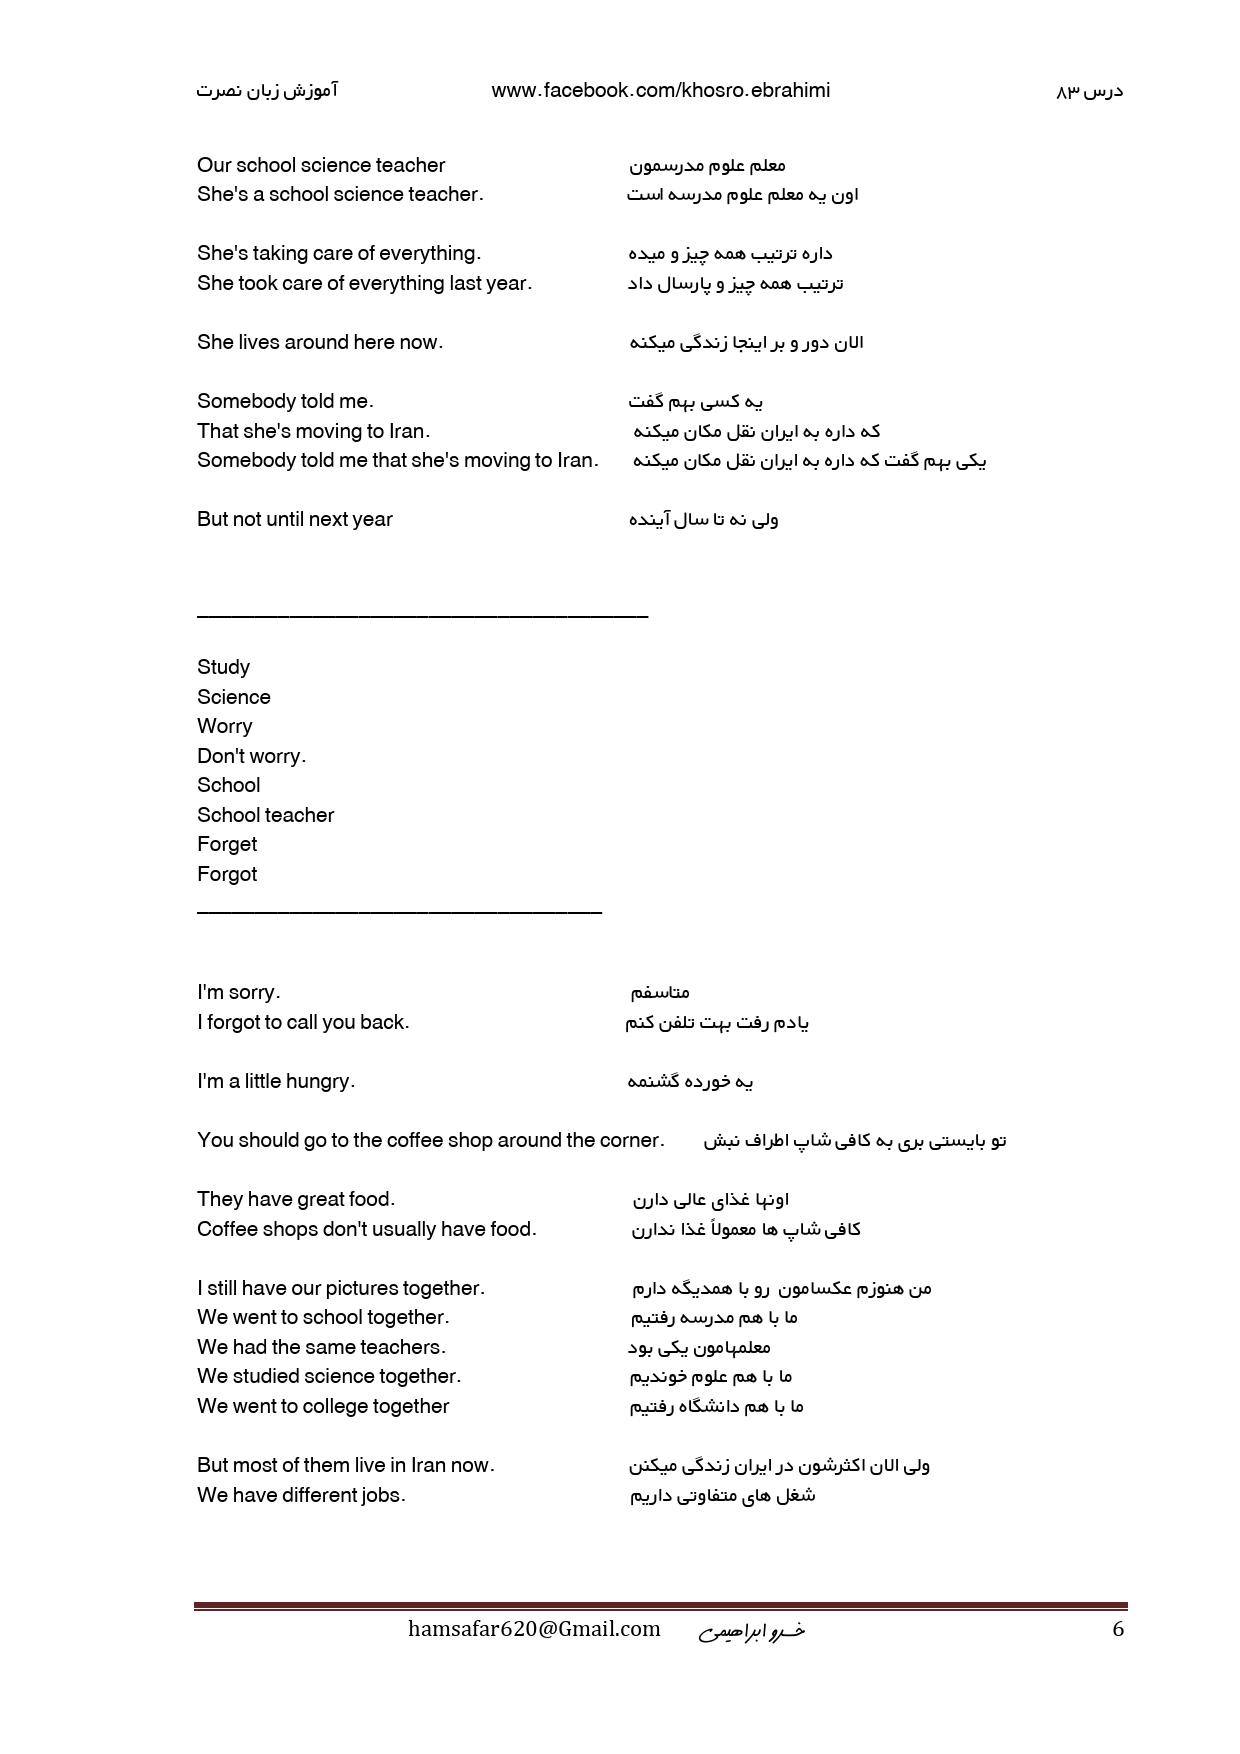 آموزش زبان نصرت www.facebook.com/khosro.ebrahimi درس ۸۳
Our school science teacher معلم علوم مدرسمون
She's a school science teacher. اون یه معلم علوم مدرسه است
She's taking care of everything. داره ترتیب همه چیز و میده
She took care of everything last year. ترتیب همه چیز و پارسال داد
She lives around here now. الان دور و بر اینجا زندگی میکنه
Somebody told me. یه کسی بهم گفت
That she's moving to Iran. که داره به ایران نقل مکان میکنه
Somebody told me that she's moving to Iran. یکی بهم گفت که داره به ایران نقل مکان میکنه
But not until next year ولی نه تا سال آینده
_______________________________________
Study
Science
Worry
Don't worry.
School
School teacher
Forget
Forgot
___________________________________
I'm sorry. متاسفم
I forgot to call you back. یادم رفت بهت تلفن کنم
I'm a little hungry. یه خورده گشنمه
You should go to the coffee shop around the corner. تو بایستی بری به کافی شاپ اطراف نبش
They have great food. اونها غذای عالی دارن
Coffee shops don't usually have food. کافی شاپ ها معمولاً غذا ندارن
I still have our pictures together. من هنوزم عکسامون رو با همدیگه دارم
We went to school together. ما با هم مدرسه رفتیم
We had the same teachers. معلمهامون یکی بود
We studied science together. ما با هم علوم خوندیم
We went to college together ما با هم دانشگاه رفتیم
But most of them live in Iran now. ولی الان اکثرشون در ایران زندگی میکنن
We have different jobs. شغل های متفاوتی داریم
hamsafar620@Gmail.com خسرو ابراهیمی 6